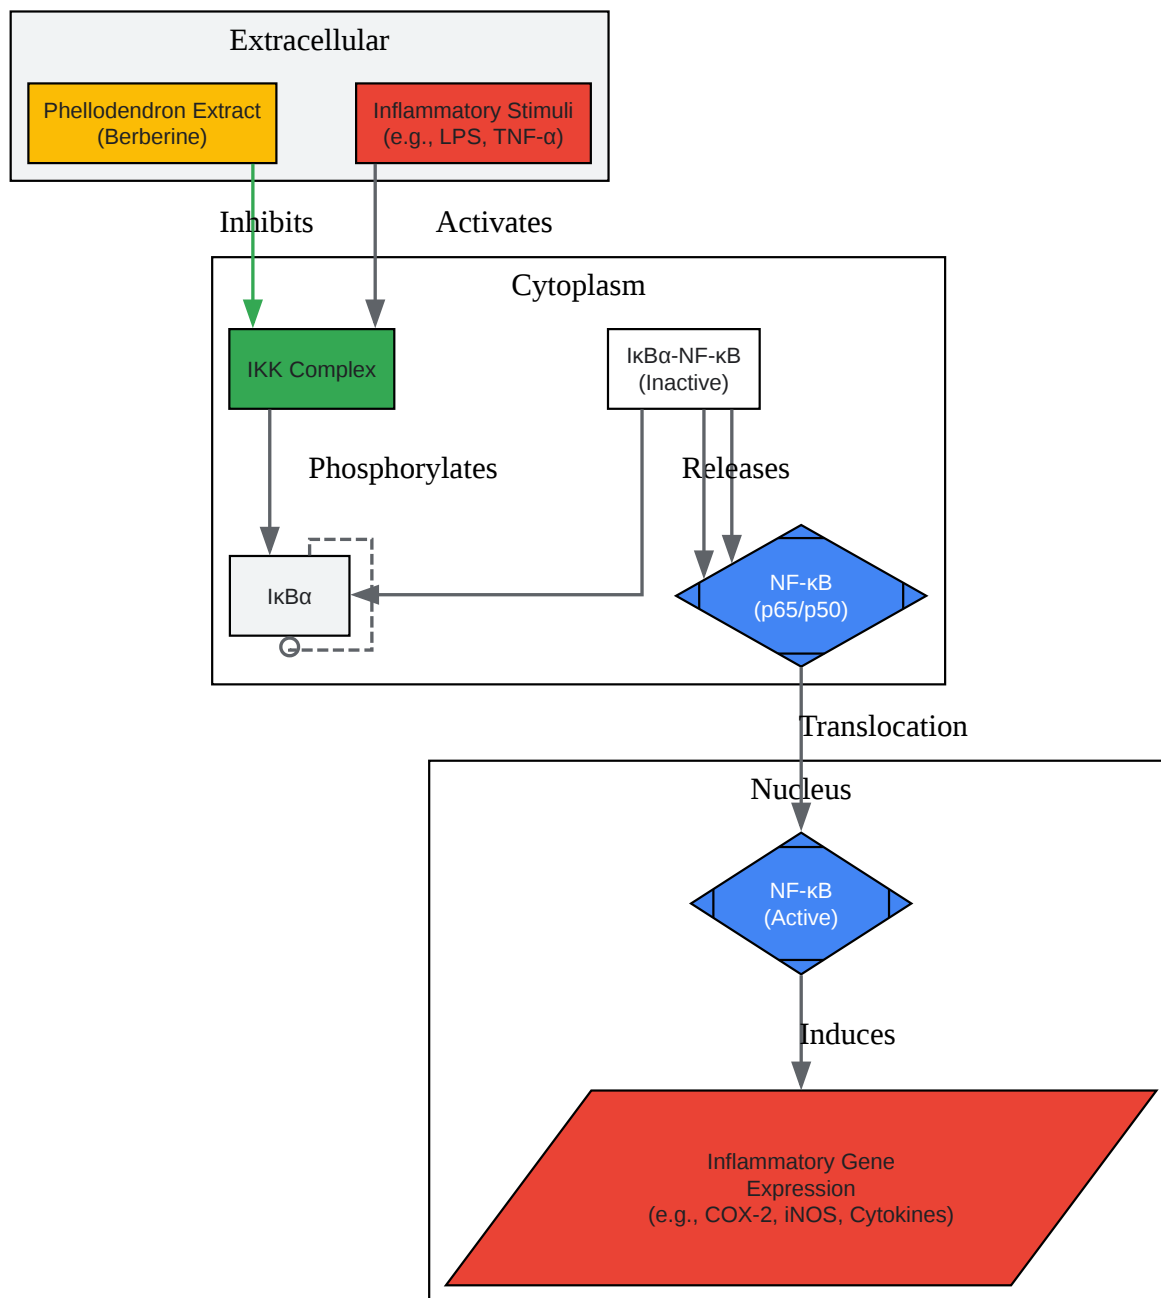 Extracellular
Phellodendron Extract
(Berberine)
Inflammatory Stimuli
(e.g., LPS, TNF-α)
Inhibits
Activates
Cytoplasm
IKK Complex
IκBα-NF-κB
(Inactive)
Phosphorylates
Releases
IκBα
NF-κB
(p65/p50)
Translocation
Nucleus
NF-κB
(Active)
Induces
Inflammatory Gene
Expression
(e.g., COX-2, iNOS, Cytokines)